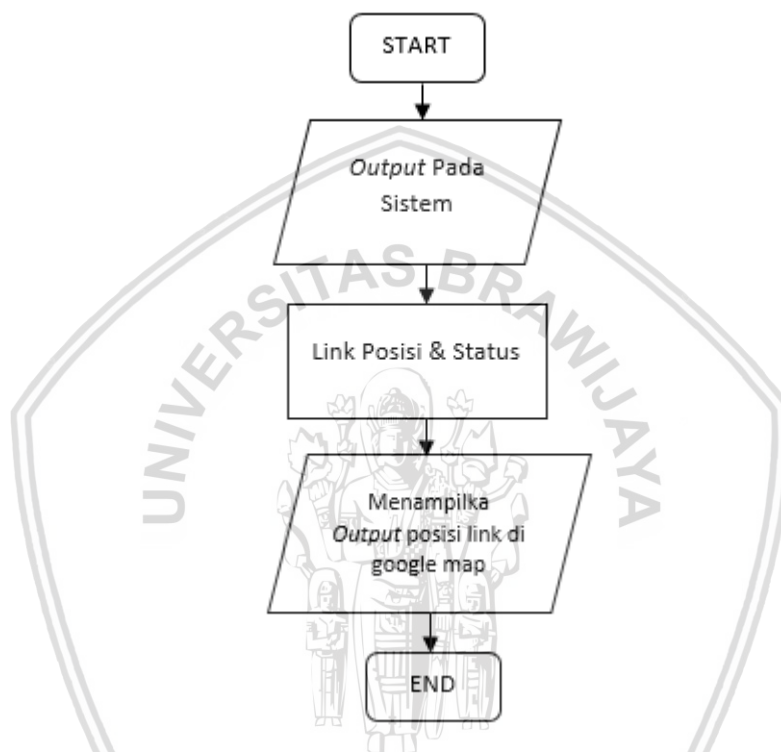 START
Output Pada
Sistem
UNIVERSITAS BRAWIJAYA
Link Posisi & Status
Menampilka
Output posisi link di
google map
END